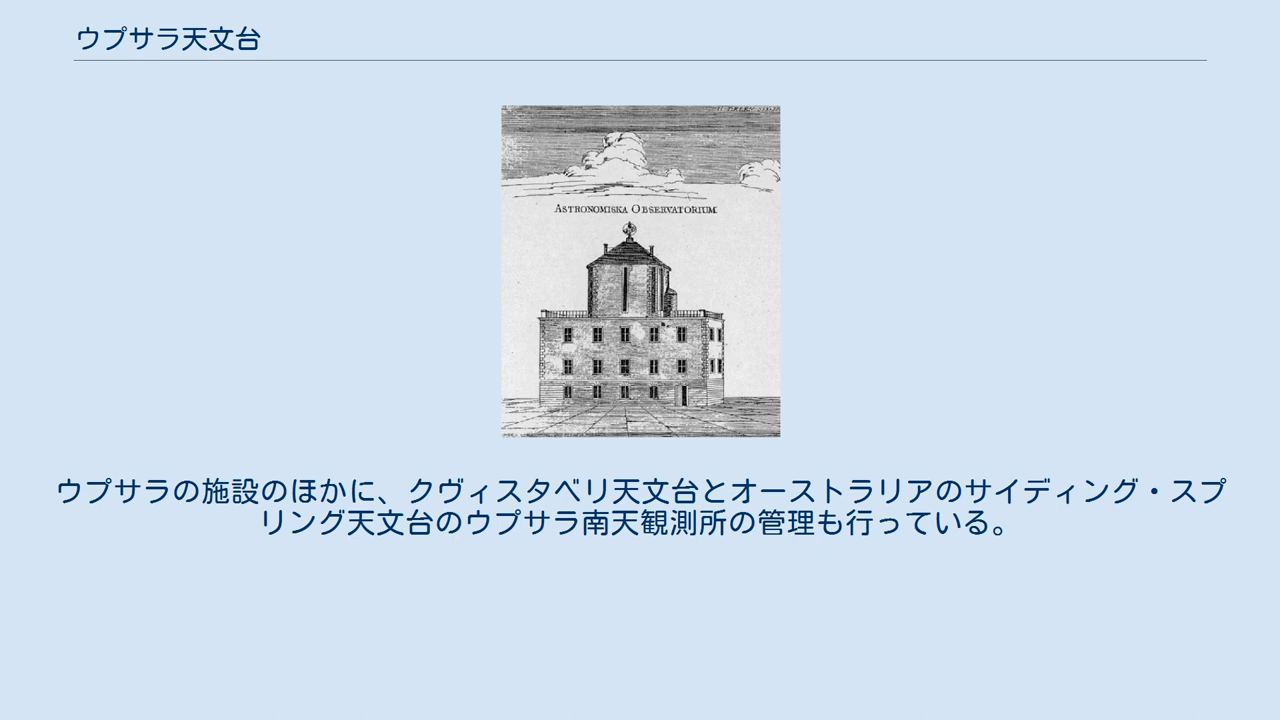 ウプサラ天文台
ASTRONOMISKA OBSERVATORIUM
ウプサラの施設のほかに、クヴィスタベリ天文台とオーストラリアのサイディング・スプ
リング天文台のウプサラ南天観測所の管理も行っている。